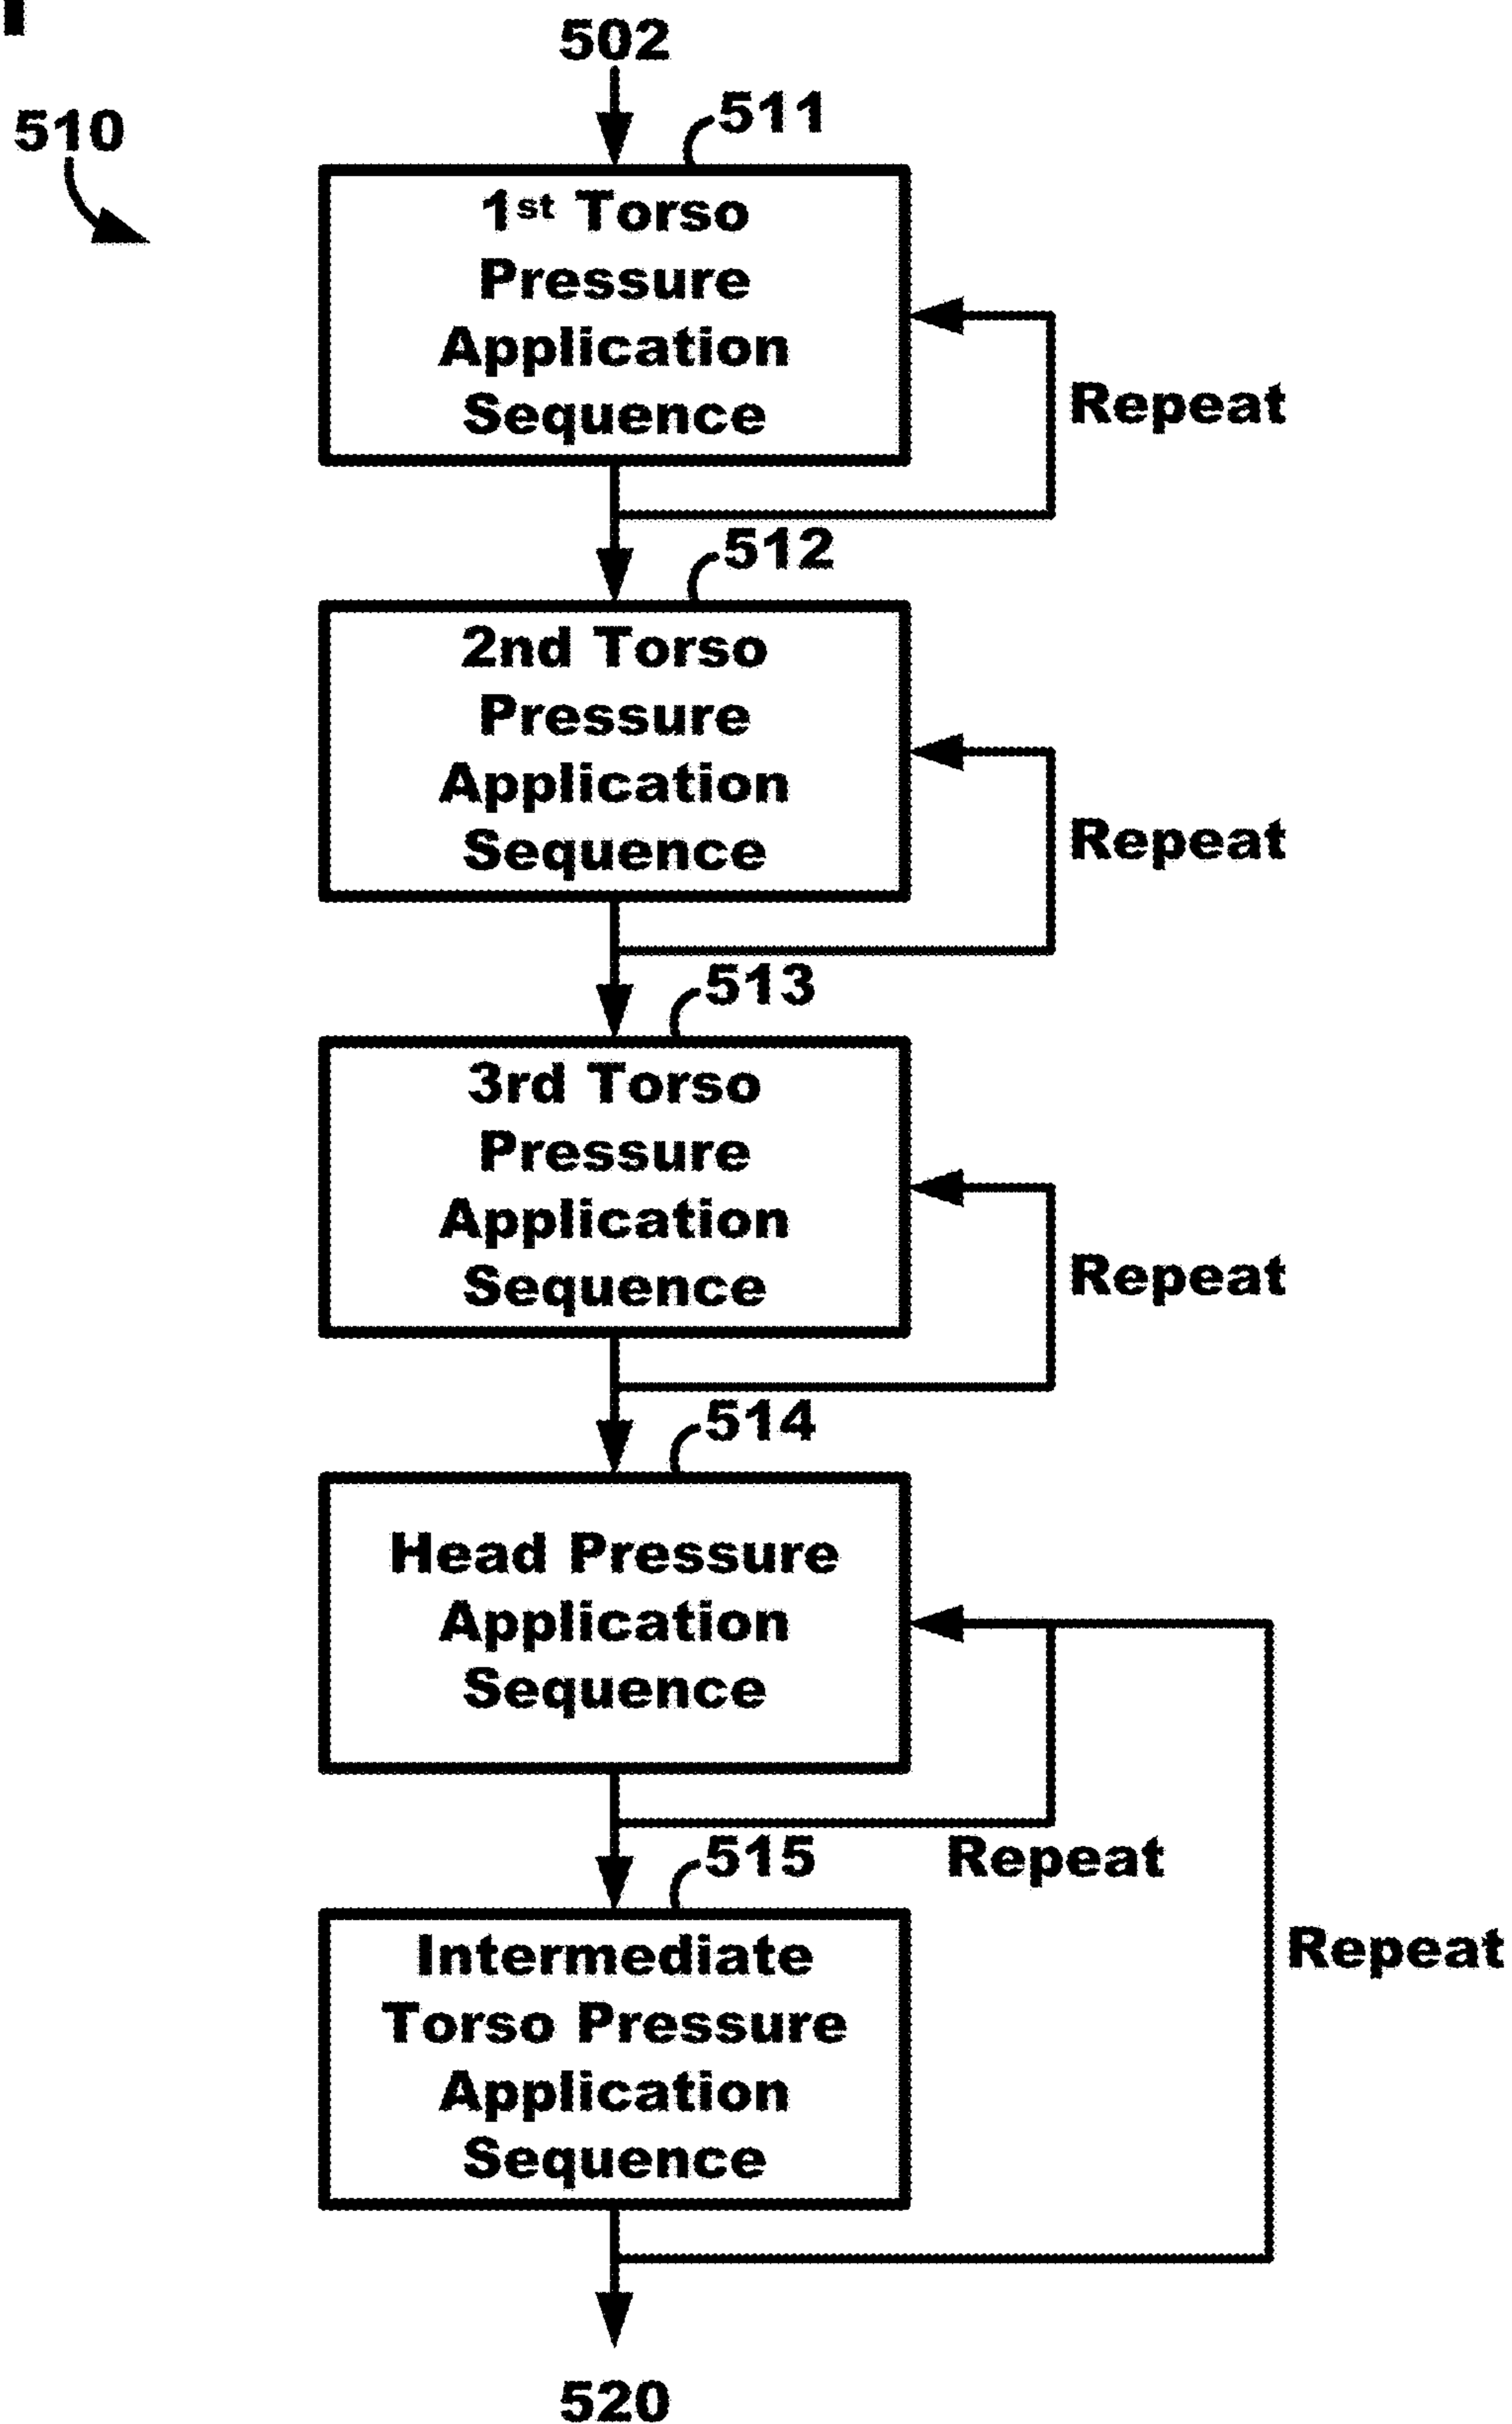 502
510
511
1st Torso
Pressure
Application
Sequence
Repeat
512
2nd Torso
Pressure
Application
Sequence
Repeat
513
3rd Torso
Pressure
Application
Sequence
Repeat
514
Head Pressure
Application
Sequence
Repeat
515
Intermediate
Torso Pressure
Application
Sequence
Repeat
520